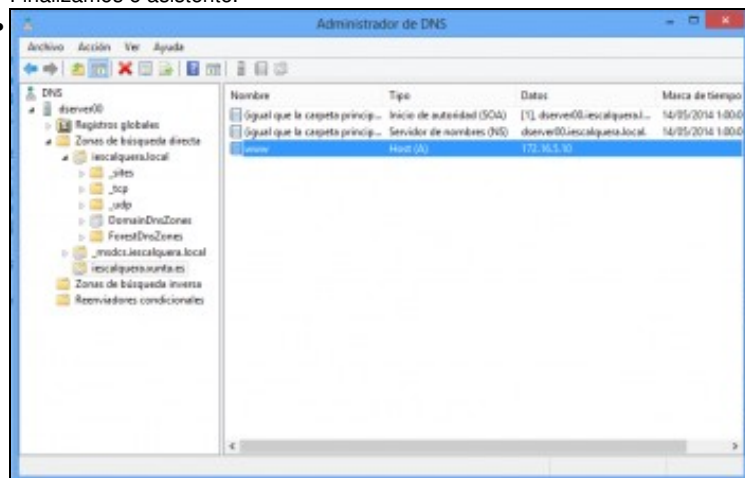 Finalizamos o asistente.
Administrador de DNS
Archivo Acción Ver Ayuda
DNS
dserver00
Registros globales
Zonas de búsqueda directa
iescalquera.local
_sites
_tcp
_udp
DomainDnsZones
ForestDnsZones
_msdcs.iescalquera.local
iescalquera.xunta.es
Zonas de búsqueda inversa
Reenviadores condicionales
Nombre Tipo Datos Marca de tiempo
(igual que la carpeta princip... Inicio de autoridad (SOA) [1], dserver00.iescalquera.l... 14/05/2014 1:00:0
(igual que la carpeta princip... Servidor de nombres (NS) dserver00.iescalquera.local. 14/05/2014 1:00:0
www Host (A) 172.16.5.10